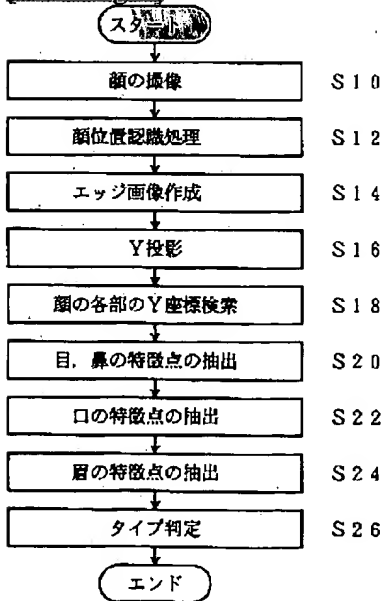 スタート
顔の撮像 S10
顔位置認識処理 S12
エッジ画像作成 S14
Y投影 S16
顔の各部のY座標検索 S18
目，鼻の特徴点の抽出 S20
口の特徴点の抽出 S22
眉の特徴点の抽出 S24
タイプ判定 S26
エンド